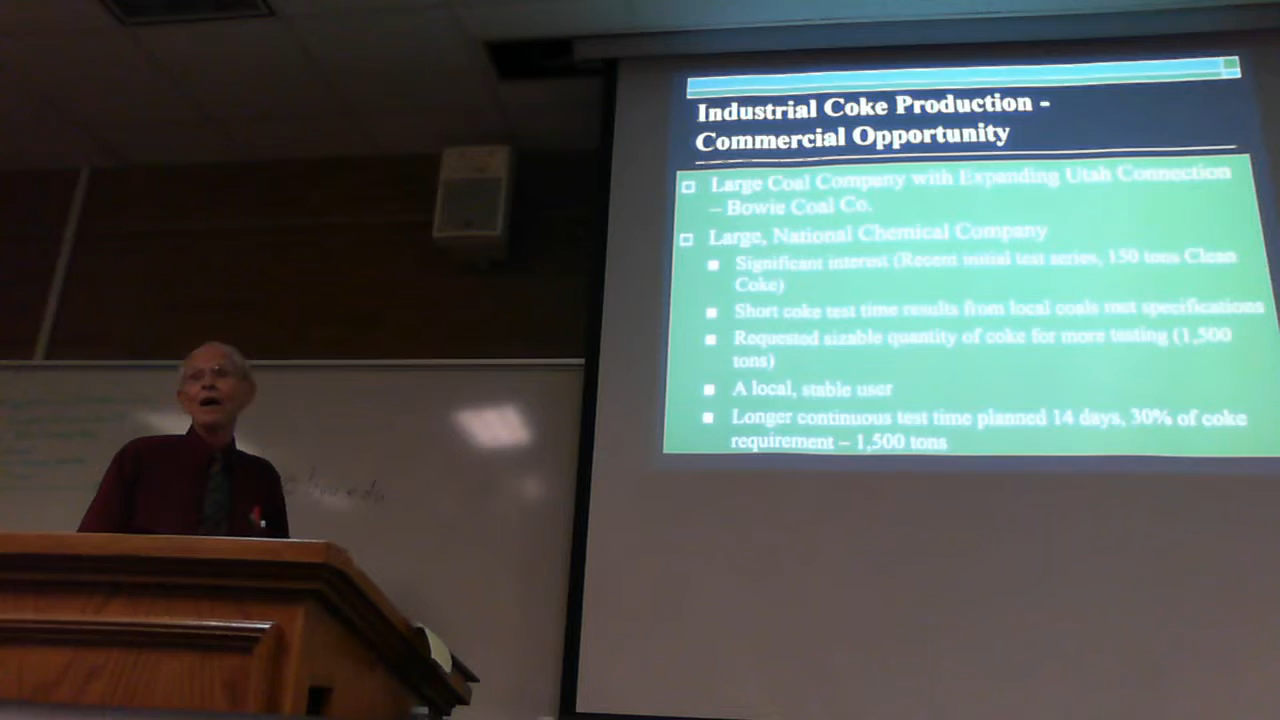 Industrial Coke Production -
Commercial Opportunity
Large Coal Company with Expanding Utah Connection
– Bowie Coal Co.
Large, National Chemical Company
Significant interest (Recent initial test series, 150 tons Clean
Coke)
Short coke test time results from local coals met specifications
Requested sizable quantity of coke for more testing (1,500
tons)
A local, stable user
Longer continuous test time planned 14 days, 30% of coke
requirement – 1,500 tons